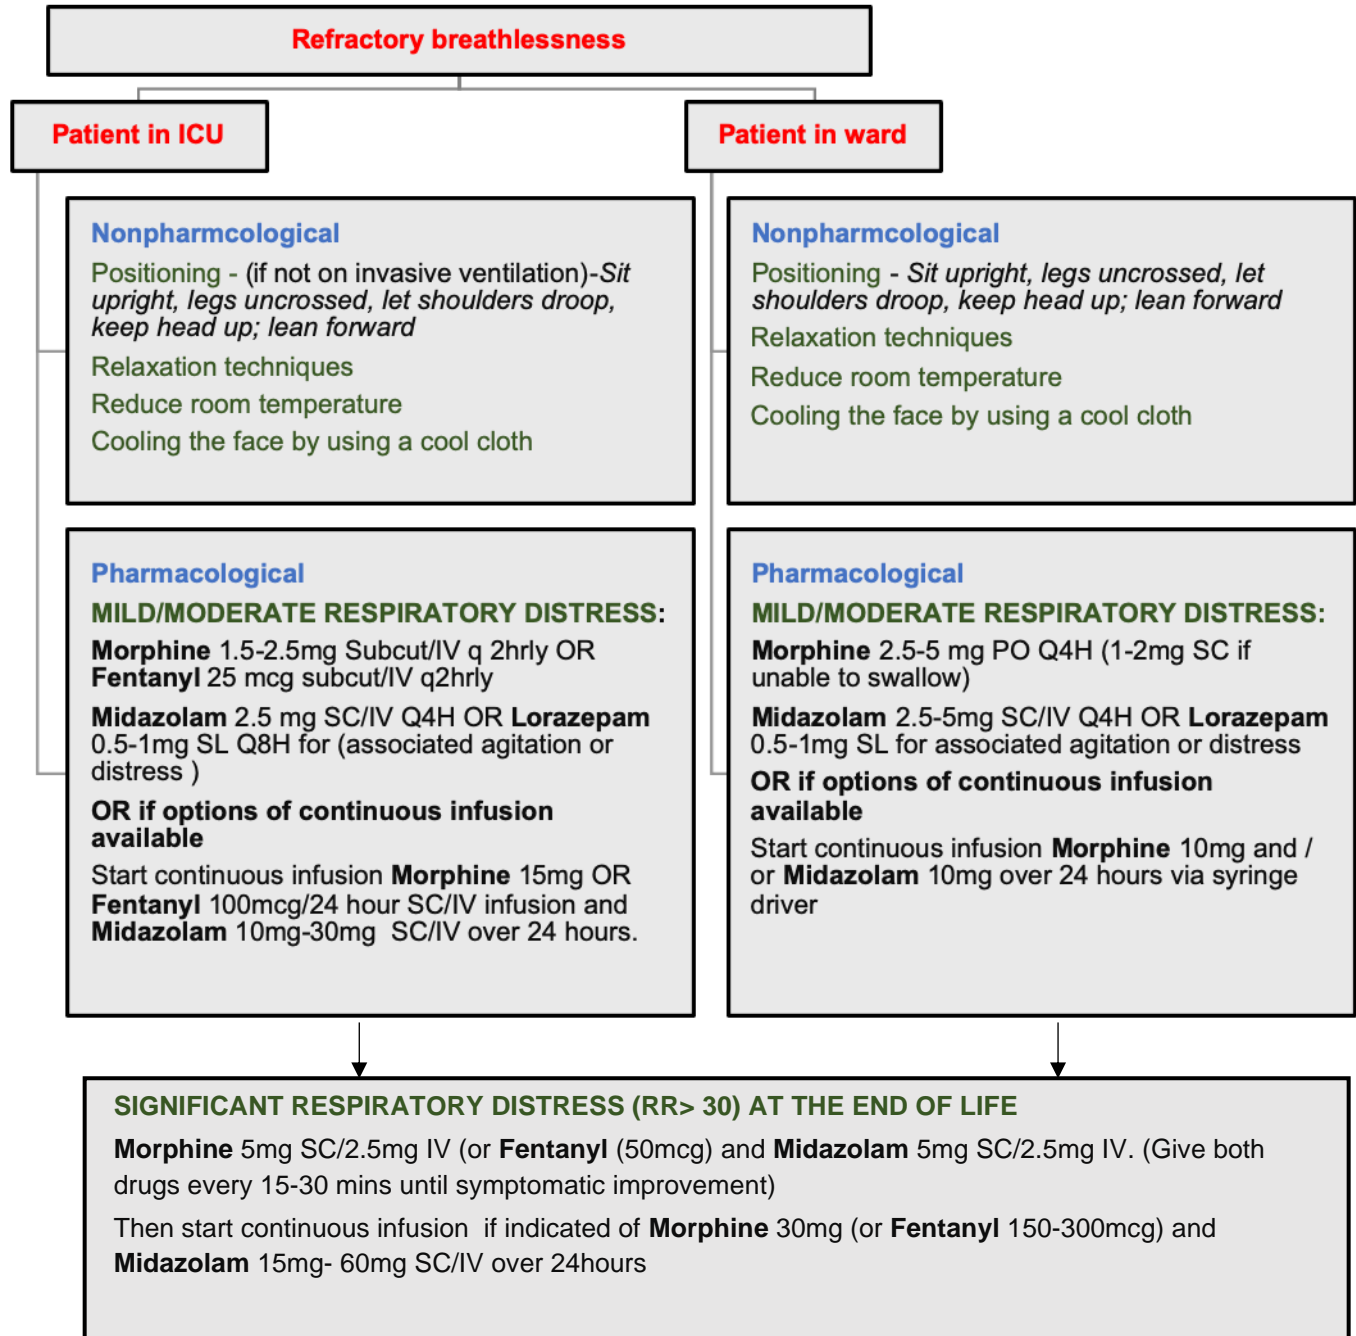 Refractory breathlessness
Patient in ICU
Patient in ward
Nonpharmcological
Positioning - (if not on invasive ventilation)-Sit
upright, legs uncrossed, let shoulders droop,
keep head up; lean forward
Relaxation techniques
Reduce room temperature
Cooling the face by using a cool cloth
Nonpharmcological
Positioning - Sit upright, legs uncrossed, let
shoulders droop, keep head up; lean forward
Relaxation techniques
Reduce room temperature
Cooling the face by using a cool cloth
Pharmacological
MILD/MODERATE RESPIRATORY DISTRESS:
Morphine 1.5-2.5mg Subcut/IV q 2hrly OR
Fentanyl 25 mcg subcut/IV q2hrly
Midazolam 2.5 mg SC/IV Q4H OR Lorazepam
0.5-1mg SL Q8H for (associated agitation or
distress )
OR if options of continuous infusion
available
Start continuous infusion Morphine 15mg OR
Fentanyl 100mcg/24 hour SC/IV infusion and
Midazolam 10mg-30mg  SC/IV over 24 hours.
Pharmacological
MILD/MODERATE RESPIRATORY DISTRESS:
Morphine 2.5-5 mg PO Q4H (1-2mg SC if
unable to swallow)
Midazolam 2.5-5mg SC/IV Q4H OR Lorazepam
0.5-1mg SL for associated agitation or distress
OR if options of continuous infusion
available
Start continuous infusion Morphine 10mg and /
or Midazolam 10mg over 24 hours via syringe
driver
SIGNIFICANT RESPIRATORY DISTRESS (RR> 30) AT THE END OF LIFE
Morphine 5mg SC/2.5mg IV (or Fentanyl (50mcg) and Midazolam 5mg SC/2.5mg IV. (Give both
drugs every 15-30 mins until symptomatic improvement)
Then start continuous infusion  if indicated of Morphine 30mg (or Fentanyl 150-300mcg) and
Midazolam 15mg- 60mg SC/IV over 24hours